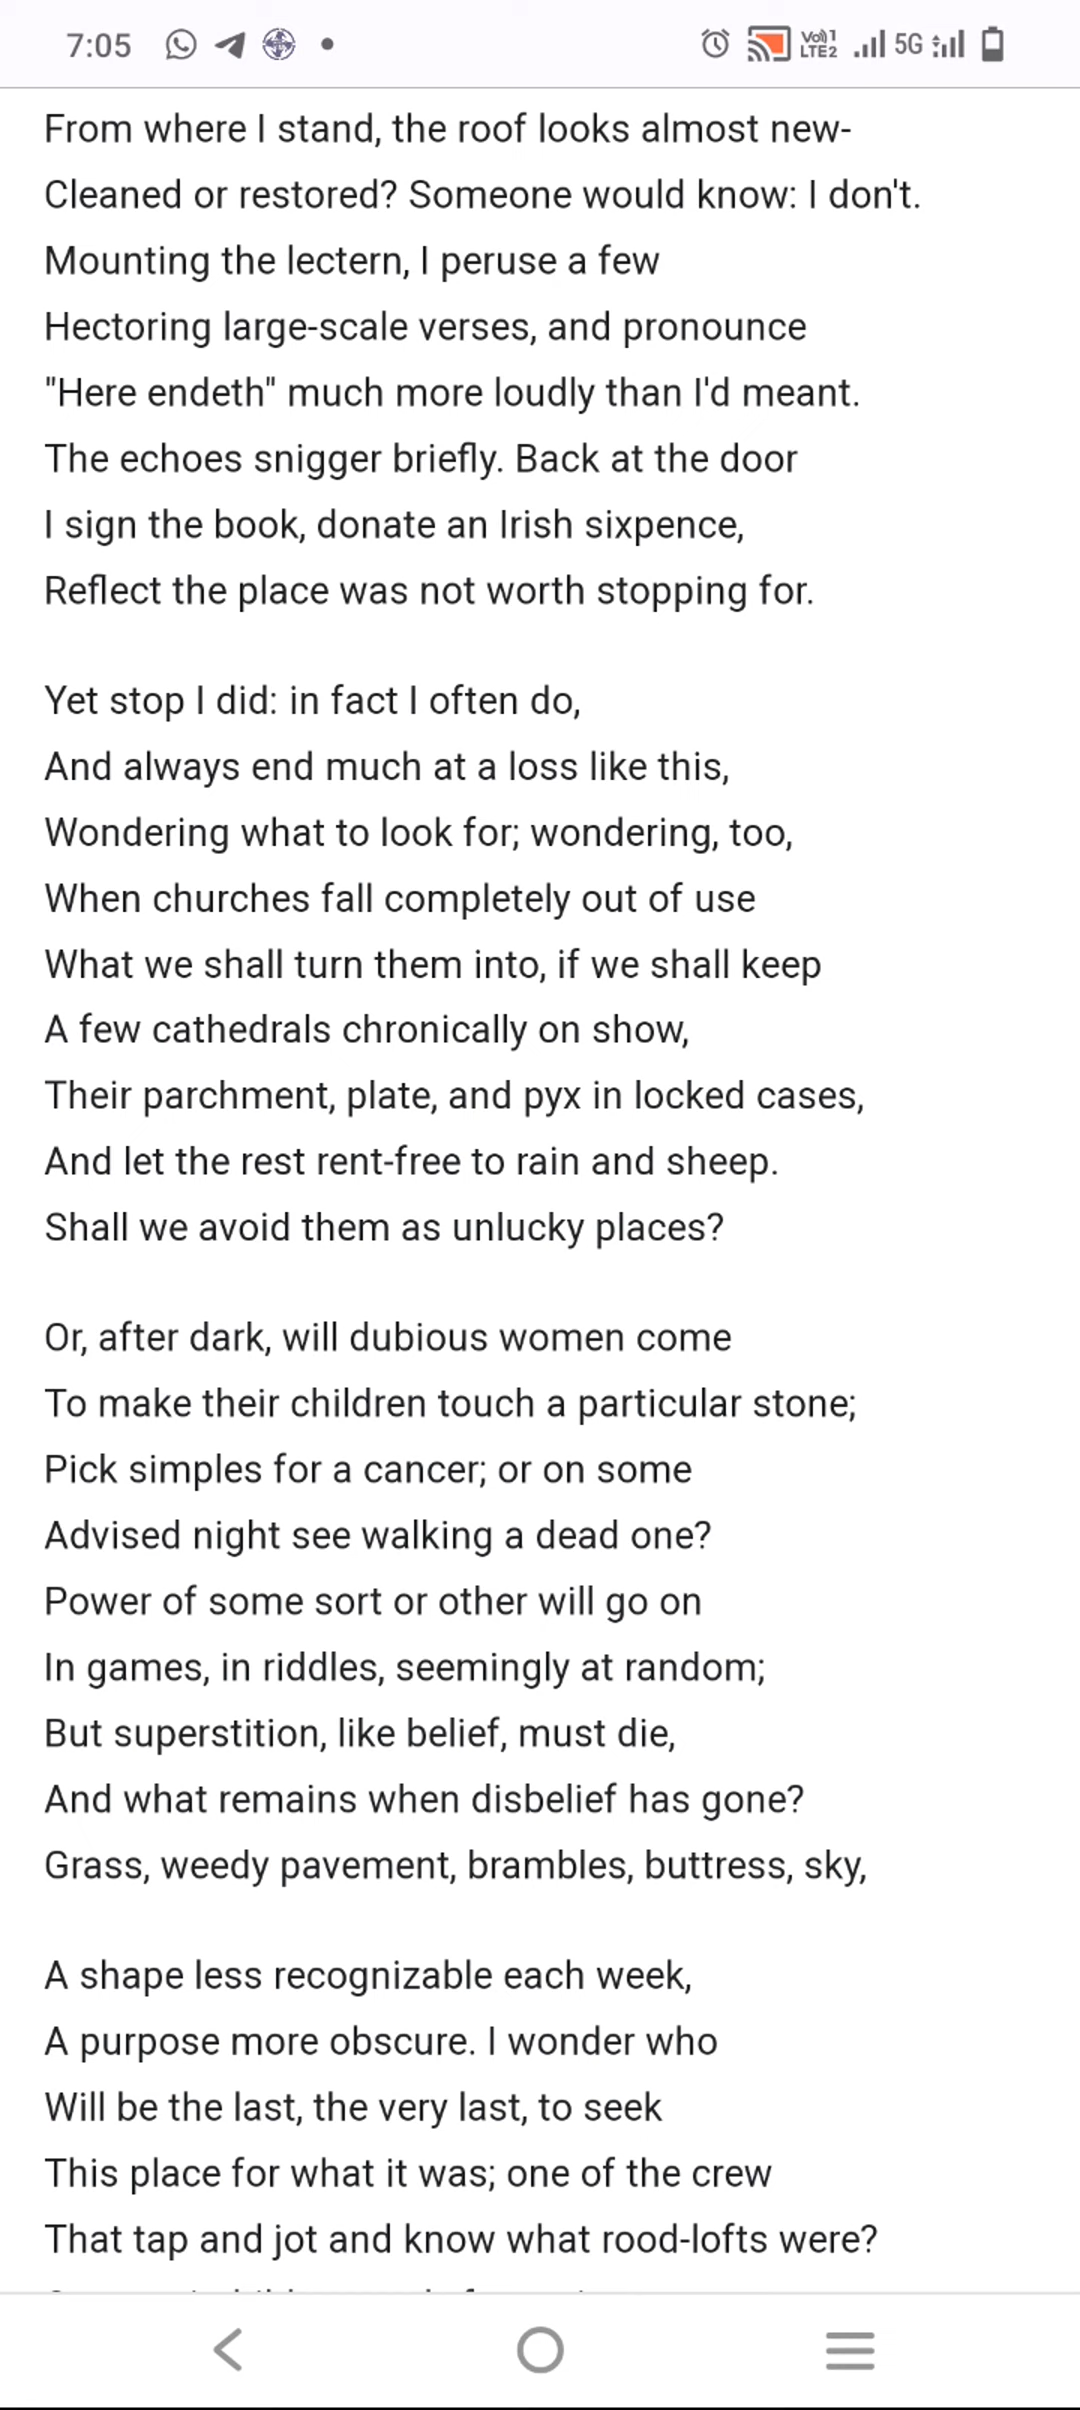 7:05
Vo)) 1
LTE2
5G
From where I stand, the roof looks almost new-
Cleaned or restored? Someone would know: I don't.
Mounting the lectern, I peruse a few
Hectoring large-scale verses, and pronounce
"Here endeth" much more loudly than I'd meant.
The echoes snigger briefly. Back at the door
I sign the book, donate an Irish sixpence,
Reflect the place was not worth stopping for.
Yet stop I did: in fact I often do,
And always end much at a loss like this,
Wondering what to look for; wondering, too,
When churches fall completely out of use
What we shall turn them into, if we shall keep
A few cathedrals chronically on show,
Their parchment, plate, and pyx in locked cases,
And let the rest rent-free to rain and sheep.
Shall we avoid them as unlucky places?
Or, after dark, will dubious women come
To make their children touch a particular stone;
Pick simples for a cancer; or on some
Advised night see walking a dead one?
Power of some sort or other will go on
In games, in riddles, seemingly at random;
But superstition, like belief, must die,
And what remains when disbelief has gone?
Grass, weedy pavement, brambles, buttress, sky,
A shape less recognizable each week,
A purpose more obscure. I wonder who
Will be the last, the very last, to seek
This place for what it was; one of the crew
That tap and jot and know what rood-lofts were?